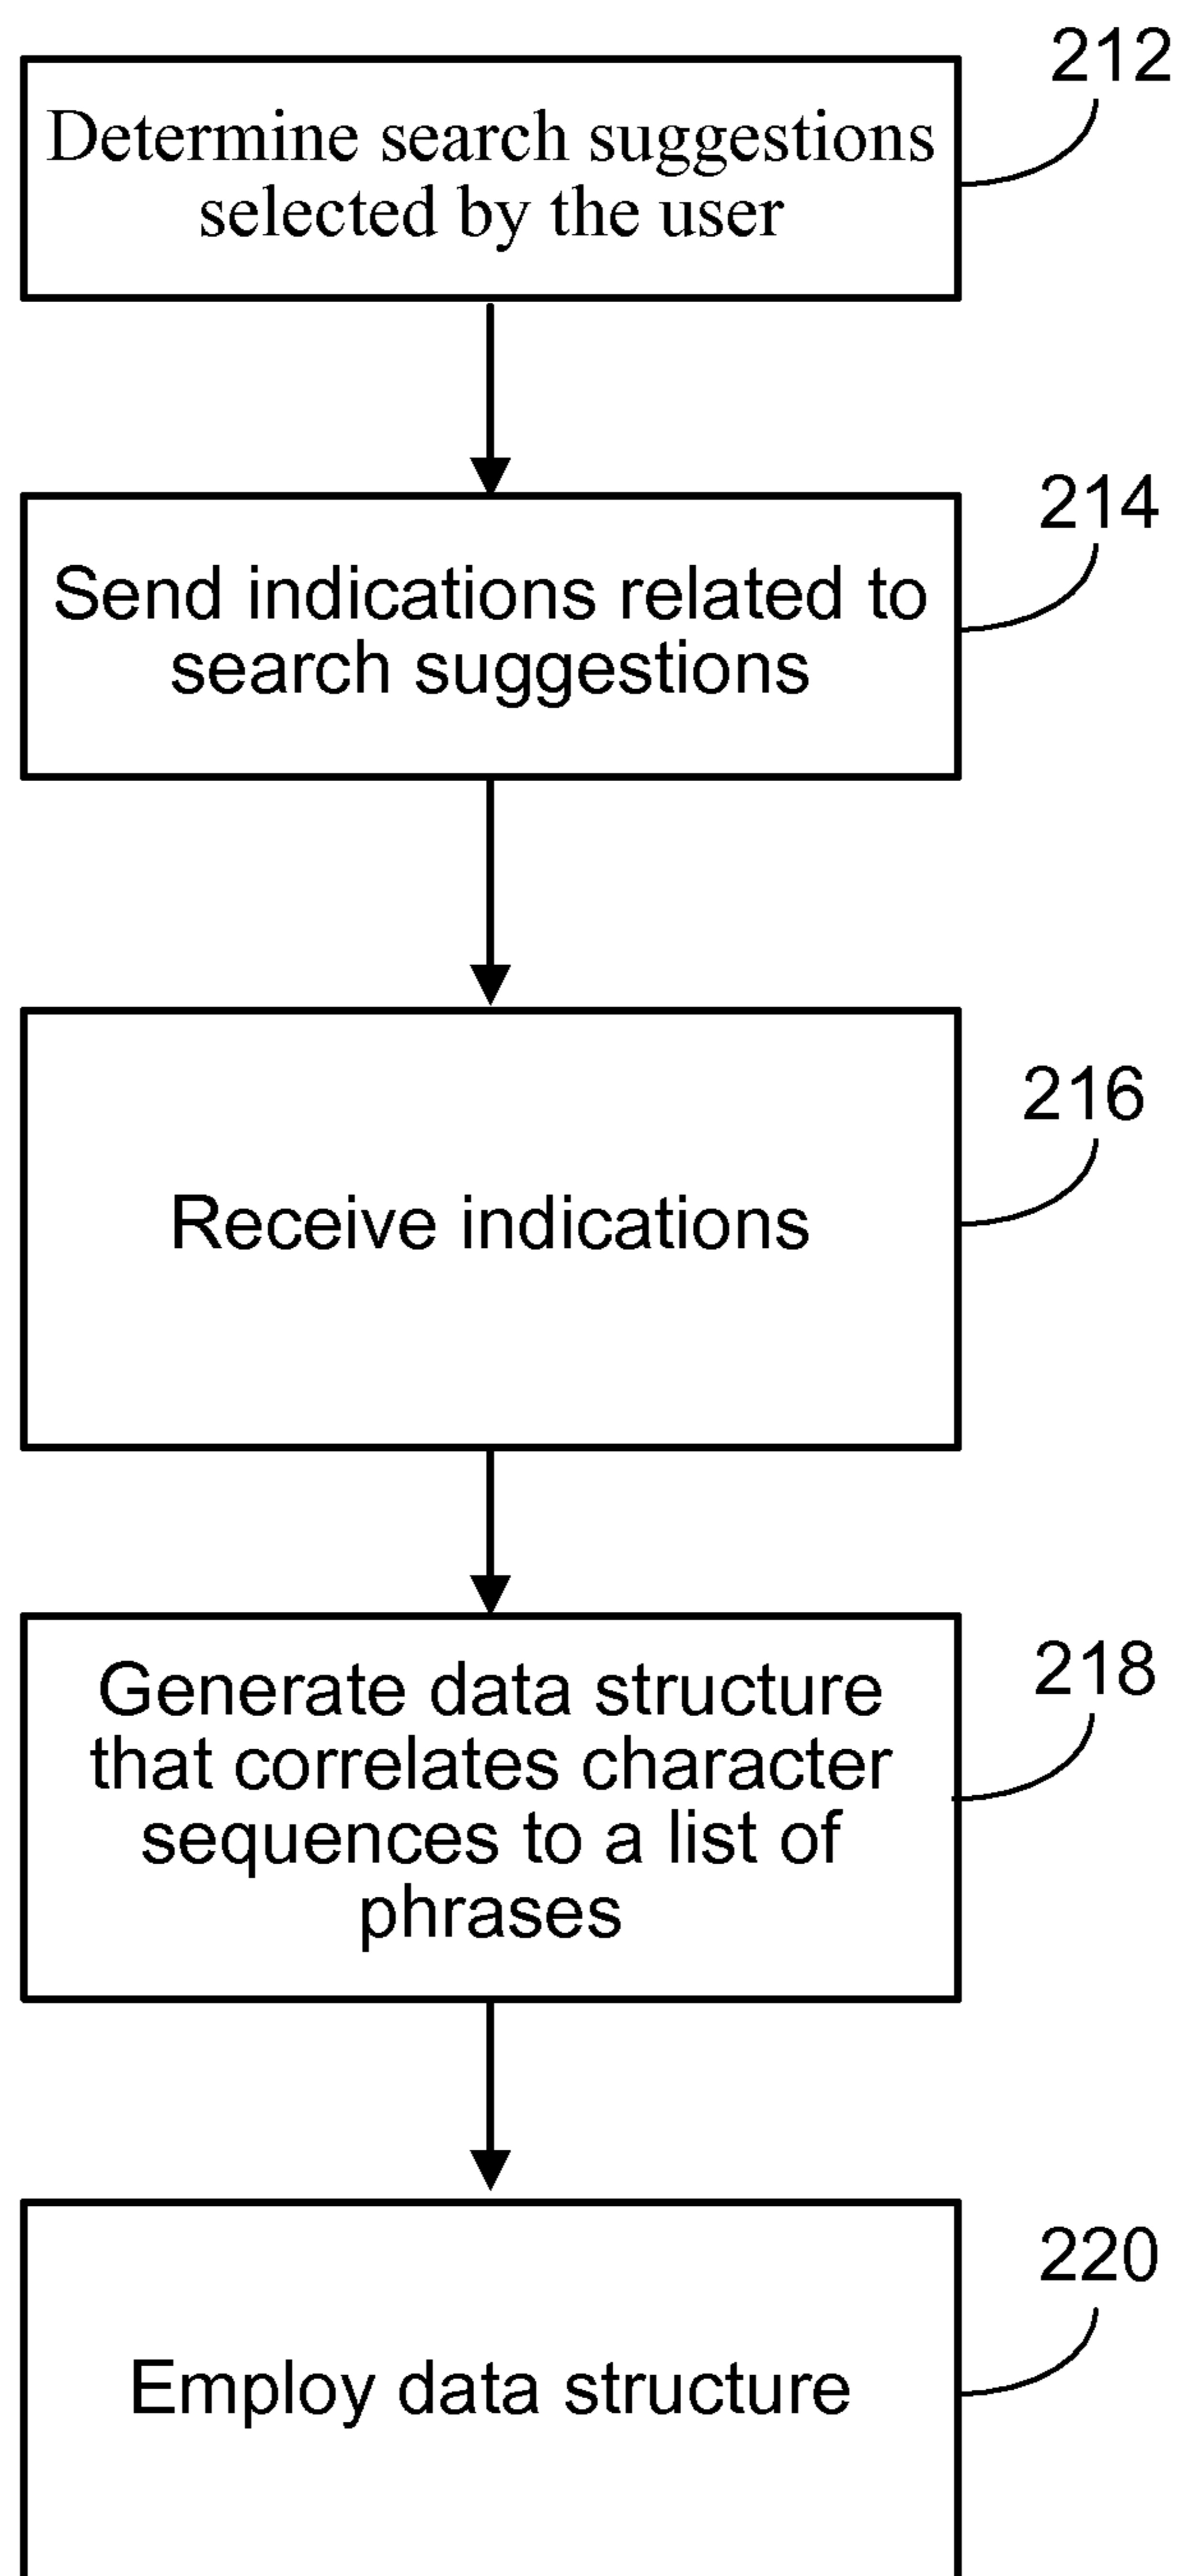 212
Determine search suggestions
selected by the user
214
Send indications related to
search suggestions
216
Receive indications
218
Generate data structure
that correlates character
sequences to a list of
phrases
220
Employ data structure